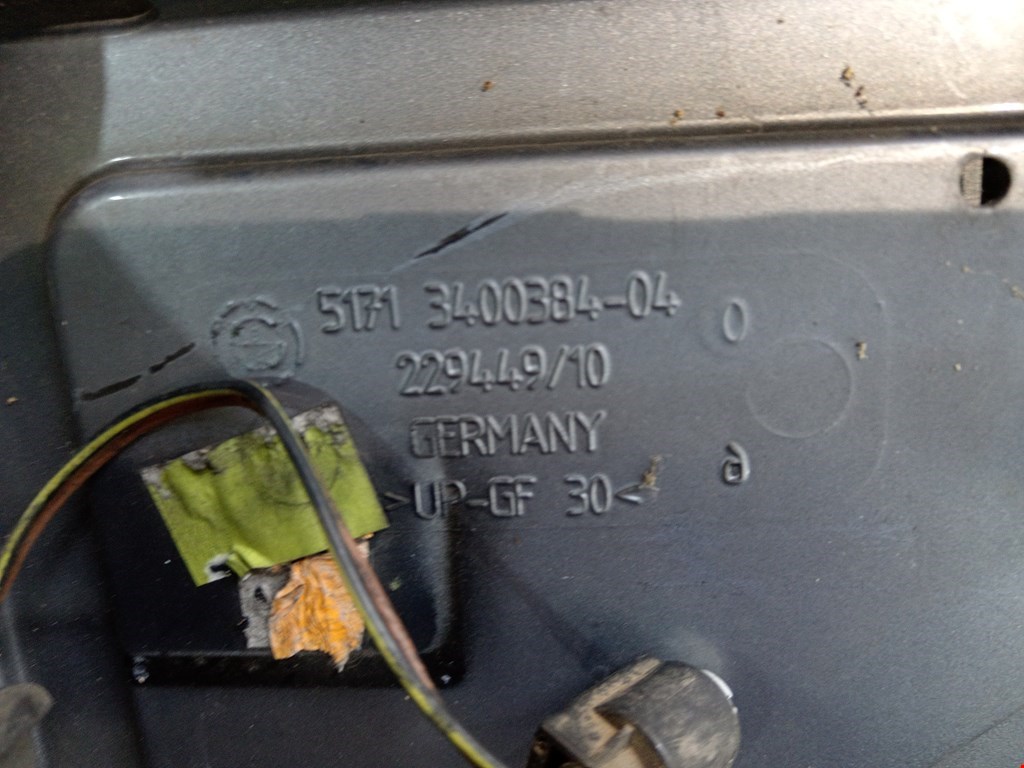 5171 3400384-04
O
229449/10
GERMANY
>UP-GF 30<